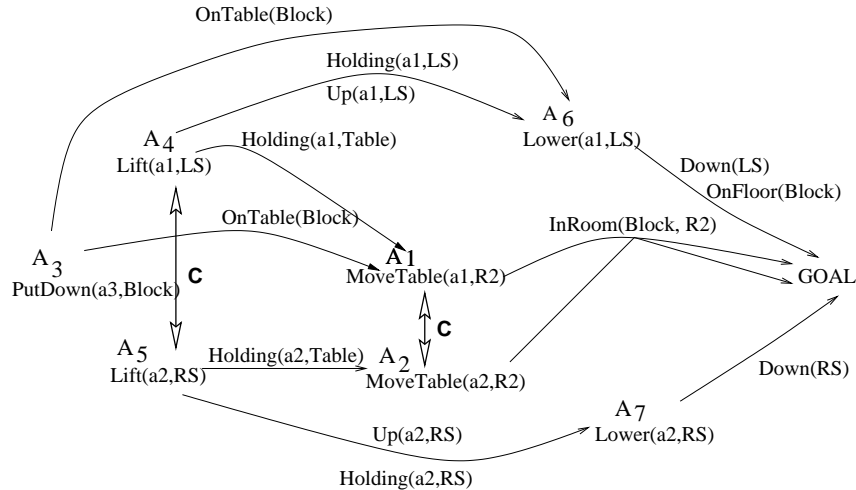 OnTable(Block)
Holding(a1,LS)
Up(a1,LS)
A6
Lower(a1,LS)
A4
Lift(a1,LS)
Holding(a1,Table)
Down(LS)
OnFloor(Block)
OnTable(Block)
InRoom(Block, R2)
A3
PutDown(a3,Block)
C
A1
MoveTable(a1,R2)
GOAL
C
A5
Lift(a2,RS)
Holding(a2,Table)
A2
MoveTable(a2,R2)
Down(RS)
A7
Lower(a2,RS)
Up(a2,RS)
Holding(a2,RS)